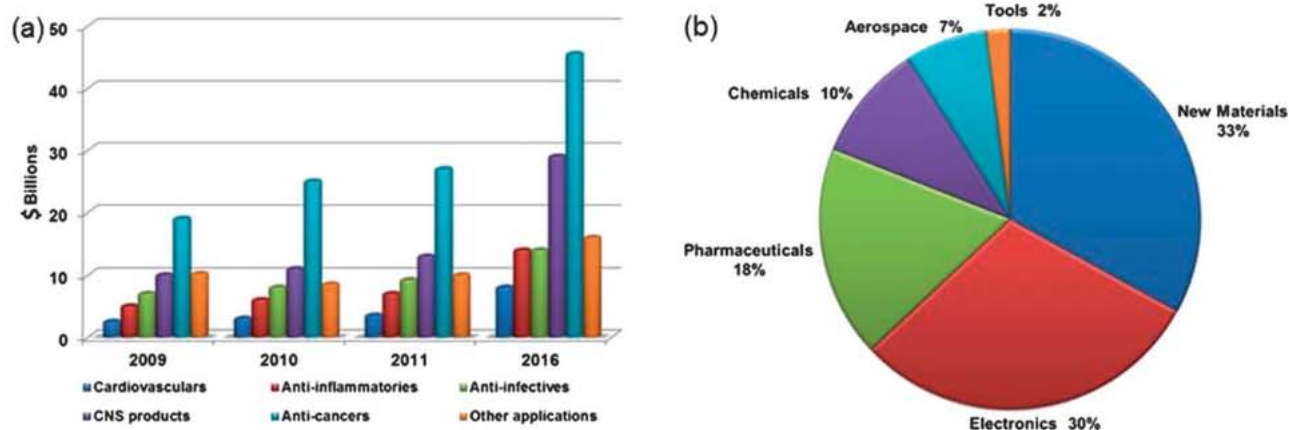 (a)
50
40
30
20
10
0
$ Billions
2009 2010 2011 2016
Cardiovasculars Anti-inflammatories Anti-infectives
CNS products Anti-cancers Other applications
(b)
Tools 2%
Aerospace 7%
Chemicals 10%
New Materials
33%
Pharmaceuticals
18%
Electronics 30%